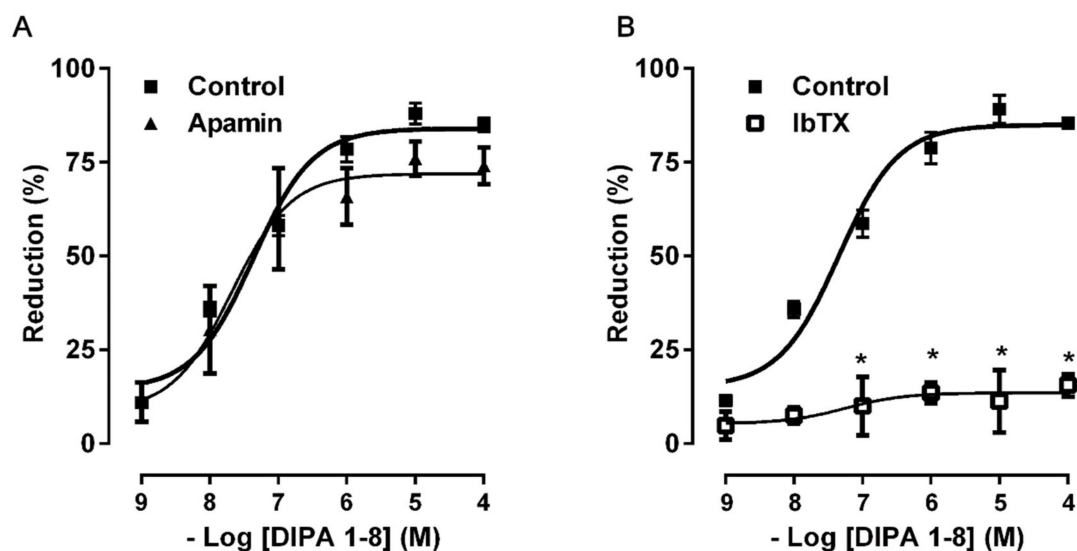 A
Control
Apamin
Reduction (%)
100
75
50
25
0
9 8 7 6 5 4
- Log [DIPA 1-8] (M)
B
Control
IbTX
Reduction (%)
100
75
50
25
0
* * * *
9 8 7 6 5 4
- Log [DIPA 1-8] (M)